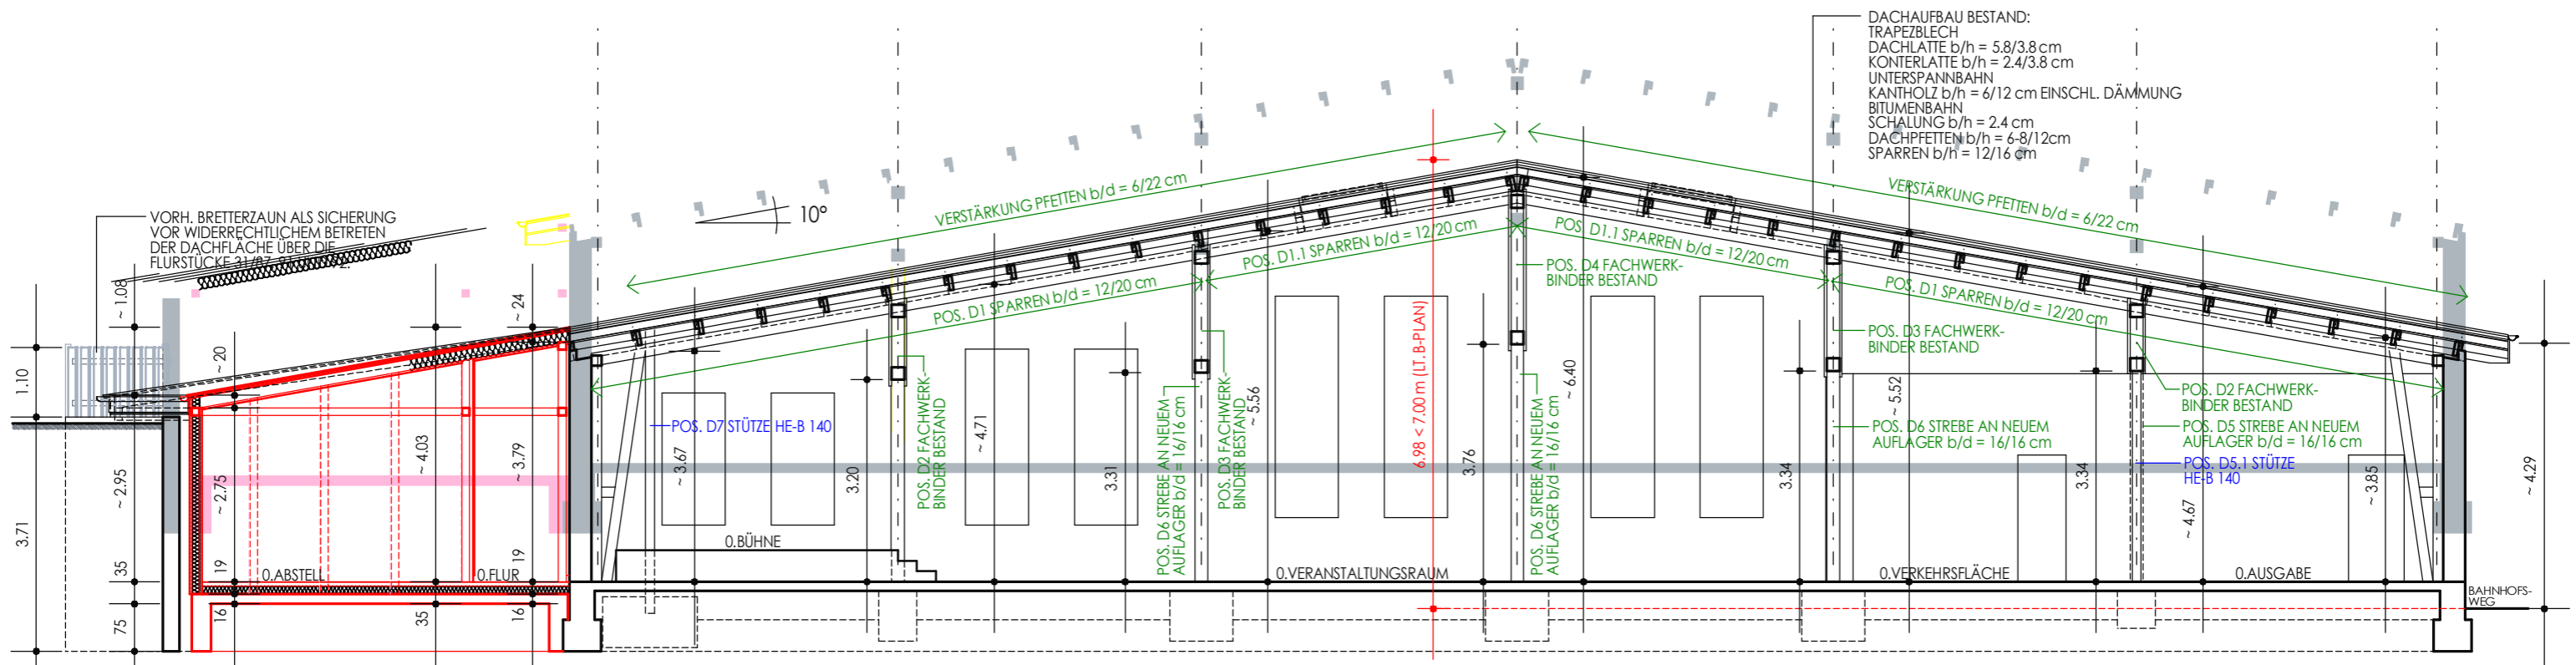 DACHAUFBAU BESTAND:
TRAPEZBLECH
DACHLATTE b/h = 5.8/3.8 cm
KONTERLATTE b/h = 2.4/3.8 cm
UNTERSPANNBAHN
KANTHOLZ b/h = 6/12 cm EINSCHL. DÄMMUNG
BITUMENBAHN
SCHALUNG b/h = 2.4 cm
DACHPFETTEN b/h = 6-8/12cm
SPARREN b/h = 12/16 cm
VORH. BRETTERZAUN ALS SICHERUNG
VOR WIDERRECHTLICHEM BETRETEN
DER DACHFLÄCHE ÜBER DIE
FLURSTÜCKE
10°
VERSTÄRKUNG PFETTEN b/d = 6/22 cm
VERSTÄRKUNG PFETTEN b/d = 6/22 cm
POS. D1 SPARREN b/d = 12/20 cm
POS. D1.1 SPARREN b/d = 12/20 cm
POS. D1.1 SPARREN b/d = 12/20 cm
POS. D1 SPARREN b/d = 12/20 cm
POS. D4 FACHWERK-
BINDER BESTAND
POS. D3 FACHWERK-
BINDER BESTAND
POS. D2 FACHWERK-
BINDER BESTAND
POS. D6 STREBE AN NEUEM
AUFLAGER b/d = 16/16 cm
POS. D5 STREBE AN NEUEM
AUFLAGER b/d = 16/16 cm
POS. D5.1 STÜTZE
HE-B 140
POS. D7 STÜTZE HE-B 140
POS. D2 FACHWERK-
BINDER BESTAND
POS. D6 STREBE AN NEUEM
AUFLAGER b/d = 16/16 cm
POS. D3 FACHWERK-
BINDER BESTAND
POS. D6 STREBE AN NEUEM
AUFLAGER b/d = 16/16 cm
6.98 < 7.00 m (LT. B-PLAN)
1.10
3.71
~ 1.08
~ 2.95
35
75
~ 20
~ 2.75
19
16
~ 4.03
35
~ 24
~ 3.79
19
16
~ 3.67
3.20
~ 4.71
3.31
~ 5.56
3.76
~ 6.40
3.34
~ 5.52
3.34
~ 4.67
~ 3.85
~ 4.29
0.ABSTELL
0.FLUR
0.BÜHNE
0.VERANSTALTUNGSRAUM
0.VERKEHRSFLÄCHE
0.AUSGABE
BAHNHOFS-
WEG